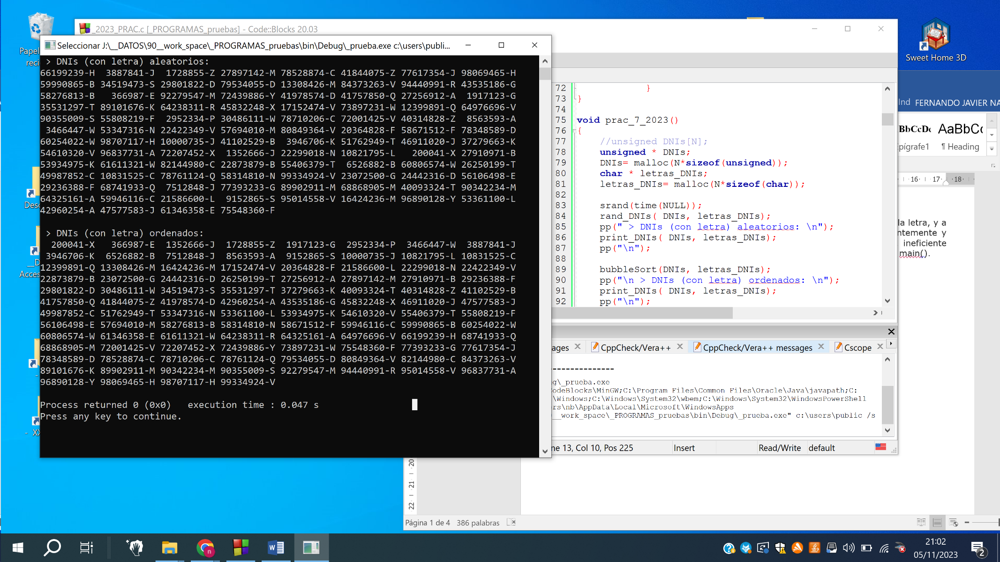 _2023_PRAC.c [_PROGRAMAS_pruebas] - Code::Blocks 20.03
Seleccionar J:\__DATOS\90__work_space\_PROGRAMAS_pruebas\bin\Debug\_prueba.exe c:\users\publi...
> DNIs (con letra) aleatorios:
66199239-H 3887841-J 1728855-Z 27897142-M 78528874-C 41844075-Z 77617354-J 98069465-H
59990865-B 34519473-S 29801822-D 79534055-D 13308426-M 84373263-V 94440991-R 43535186-G
58276813-B 366987-E 92279547-M 72439886-Y 41978574-D 41757850-Q 27256912-A 1917123-G
35531297-T 89101676-K 64238311-R 45832248-X 17152474-V 73897231-W 12399891-Q 64976696-V
90355009-S 55808219-F 2952334-P 30486111-W 78710206-C 72001425-V 40314828-Z 8563593-A
3466447-W 53347316-N 22422349-V 57694010-M 80849364-V 20364828-F 58671512-F 78348589-D
60254022-W 98707117-H 10000735-J 41102529-B 3946706-K 51762949-T 46911020-J 37279663-K
54610320-V 96837731-A 72207452-X 1352666-J 22299018-N 10821795-L 200041-X 27910971-B
53934975-K 61611321-W 82144980-C 22873879-B 55406379-T 6526882-B 60806574-W 26250199-T
49987852-C 10831525-C 78761124-Q 58314810-N 99334924-V 23072500-G 24442316-D 56106498-E
29236388-F 68741933-Q 7512848-J 77393233-G 89902911-M 68868905-M 40093324-T 90342234-M
64325161-A 59946116-C 21586600-L 9152865-S 95014558-V 16424236-M 96890128-Y 53361100-L
42960254-A 47577583-J 61346358-E 75548360-F
> DNIs (con letra) ordenados:
200041-X 366987-E 1352666-J 1728855-Z 1917123-G 2952334-P 3466447-W 3887841-J
3946706-K 6526882-B 7512848-J 8563593-A 9152865-S 10000735-J 10821795-L 10831525-C
12399891-Q 13308426-M 16424236-M 17152474-V 20364828-F 21586600-L 22299018-N 22422349-V
22873879-B 23072500-G 24442316-D 26250199-T 27256912-A 27897142-M 27910971-B 29236388-F
29801822-D 30486111-W 34519473-S 35531297-T 37279663-K 40093324-T 40314828-Z 41102529-B
41757850-Q 41844075-Z 41978574-D 42960254-A 43535186-G 45832248-X 46911020-J 47577583-J
49987852-C 51762949-T 53347316-N 53361100-L 53934975-K 54610320-V 55406379-T 55808219-F
56106498-E 57694010-M 58276813-B 58314810-N 58671512-F 59946116-C 59990865-B 60254022-W
60806574-W 61346358-E 61611321-W 64238311-R 64325161-A 64976696-V 66199239-H 68741933-Q
68868905-M 72001425-V 72207452-X 72439886-Y 73897231-W 75548360-F 77393233-G 77617354-J
78348589-D 78528874-C 78710206-C 78761124-Q 79534055-D 80849364-V 82144980-C 84373263-V
89101676-K 89902911-M 90342234-M 90355009-S 92279547-M 94440991-R 95014558-V 96837731-A
96890128-Y 98069465-H 98707117-H 99334924-V
Process returned 0 (0x0) execution time : 0.047 s
Press any key to continue.
72 }
73 }
74
75 void prac_7_2023()
76 {
77 //unsigned DNIs[N];
78 unsigned * DNIs;
79 DNIs= malloc(N*sizeof(unsigned));
80 char * letras_DNIs;
81 letras_DNIs= malloc(N*sizeof(char));
82
83 srand(time(NULL));
84 rand_DNIs( DNIs, letras_DNIs);
85 pp(" > DNIs (con letra) aleatorios: \n");
86 print_DNIs( DNIs, letras_DNIs);
87 pp("\n");
88
89 bubbleSort(DNIs, letras_DNIs);
90 pp("\n > DNIs (con letra) ordenados: \n");
91 print_DNIs( DNIs, letras_DNIs);
92 pp("\n");
ages CppCheck/Vera++ CppCheck/Vera++ messages Cscope
--------------
g\_prueba.exe
CodeBlocks\MinGW;C:\Program Files\Common Files\Oracle\Java\javapath;C:
\Windows;C:\Windows\System32\wbem;C:\Windows\System32\WindowsPowerShell
rs\nb\AppData\Local\Microsoft\WindowsApps
__work_space\_PROGRAMAS_pruebas\bin\Debug\_prueba.exe" c:\users\public /s
ne 13, Col 10, Pos 225 Insert Read/Write default
Papel
reci
Desc
__D
Acces
- XX
Sweet Home 3D
Ind FERNANDO JAVIER NA
BbCcDc AaBbCc
pígrafe1 ¶ Heading
16 17 18
la letra, y a
ntemente y
ineficiente
main().
20
21
22
Página 1 de 4 386 palabras
n
W
21:02
05/11/2023
2